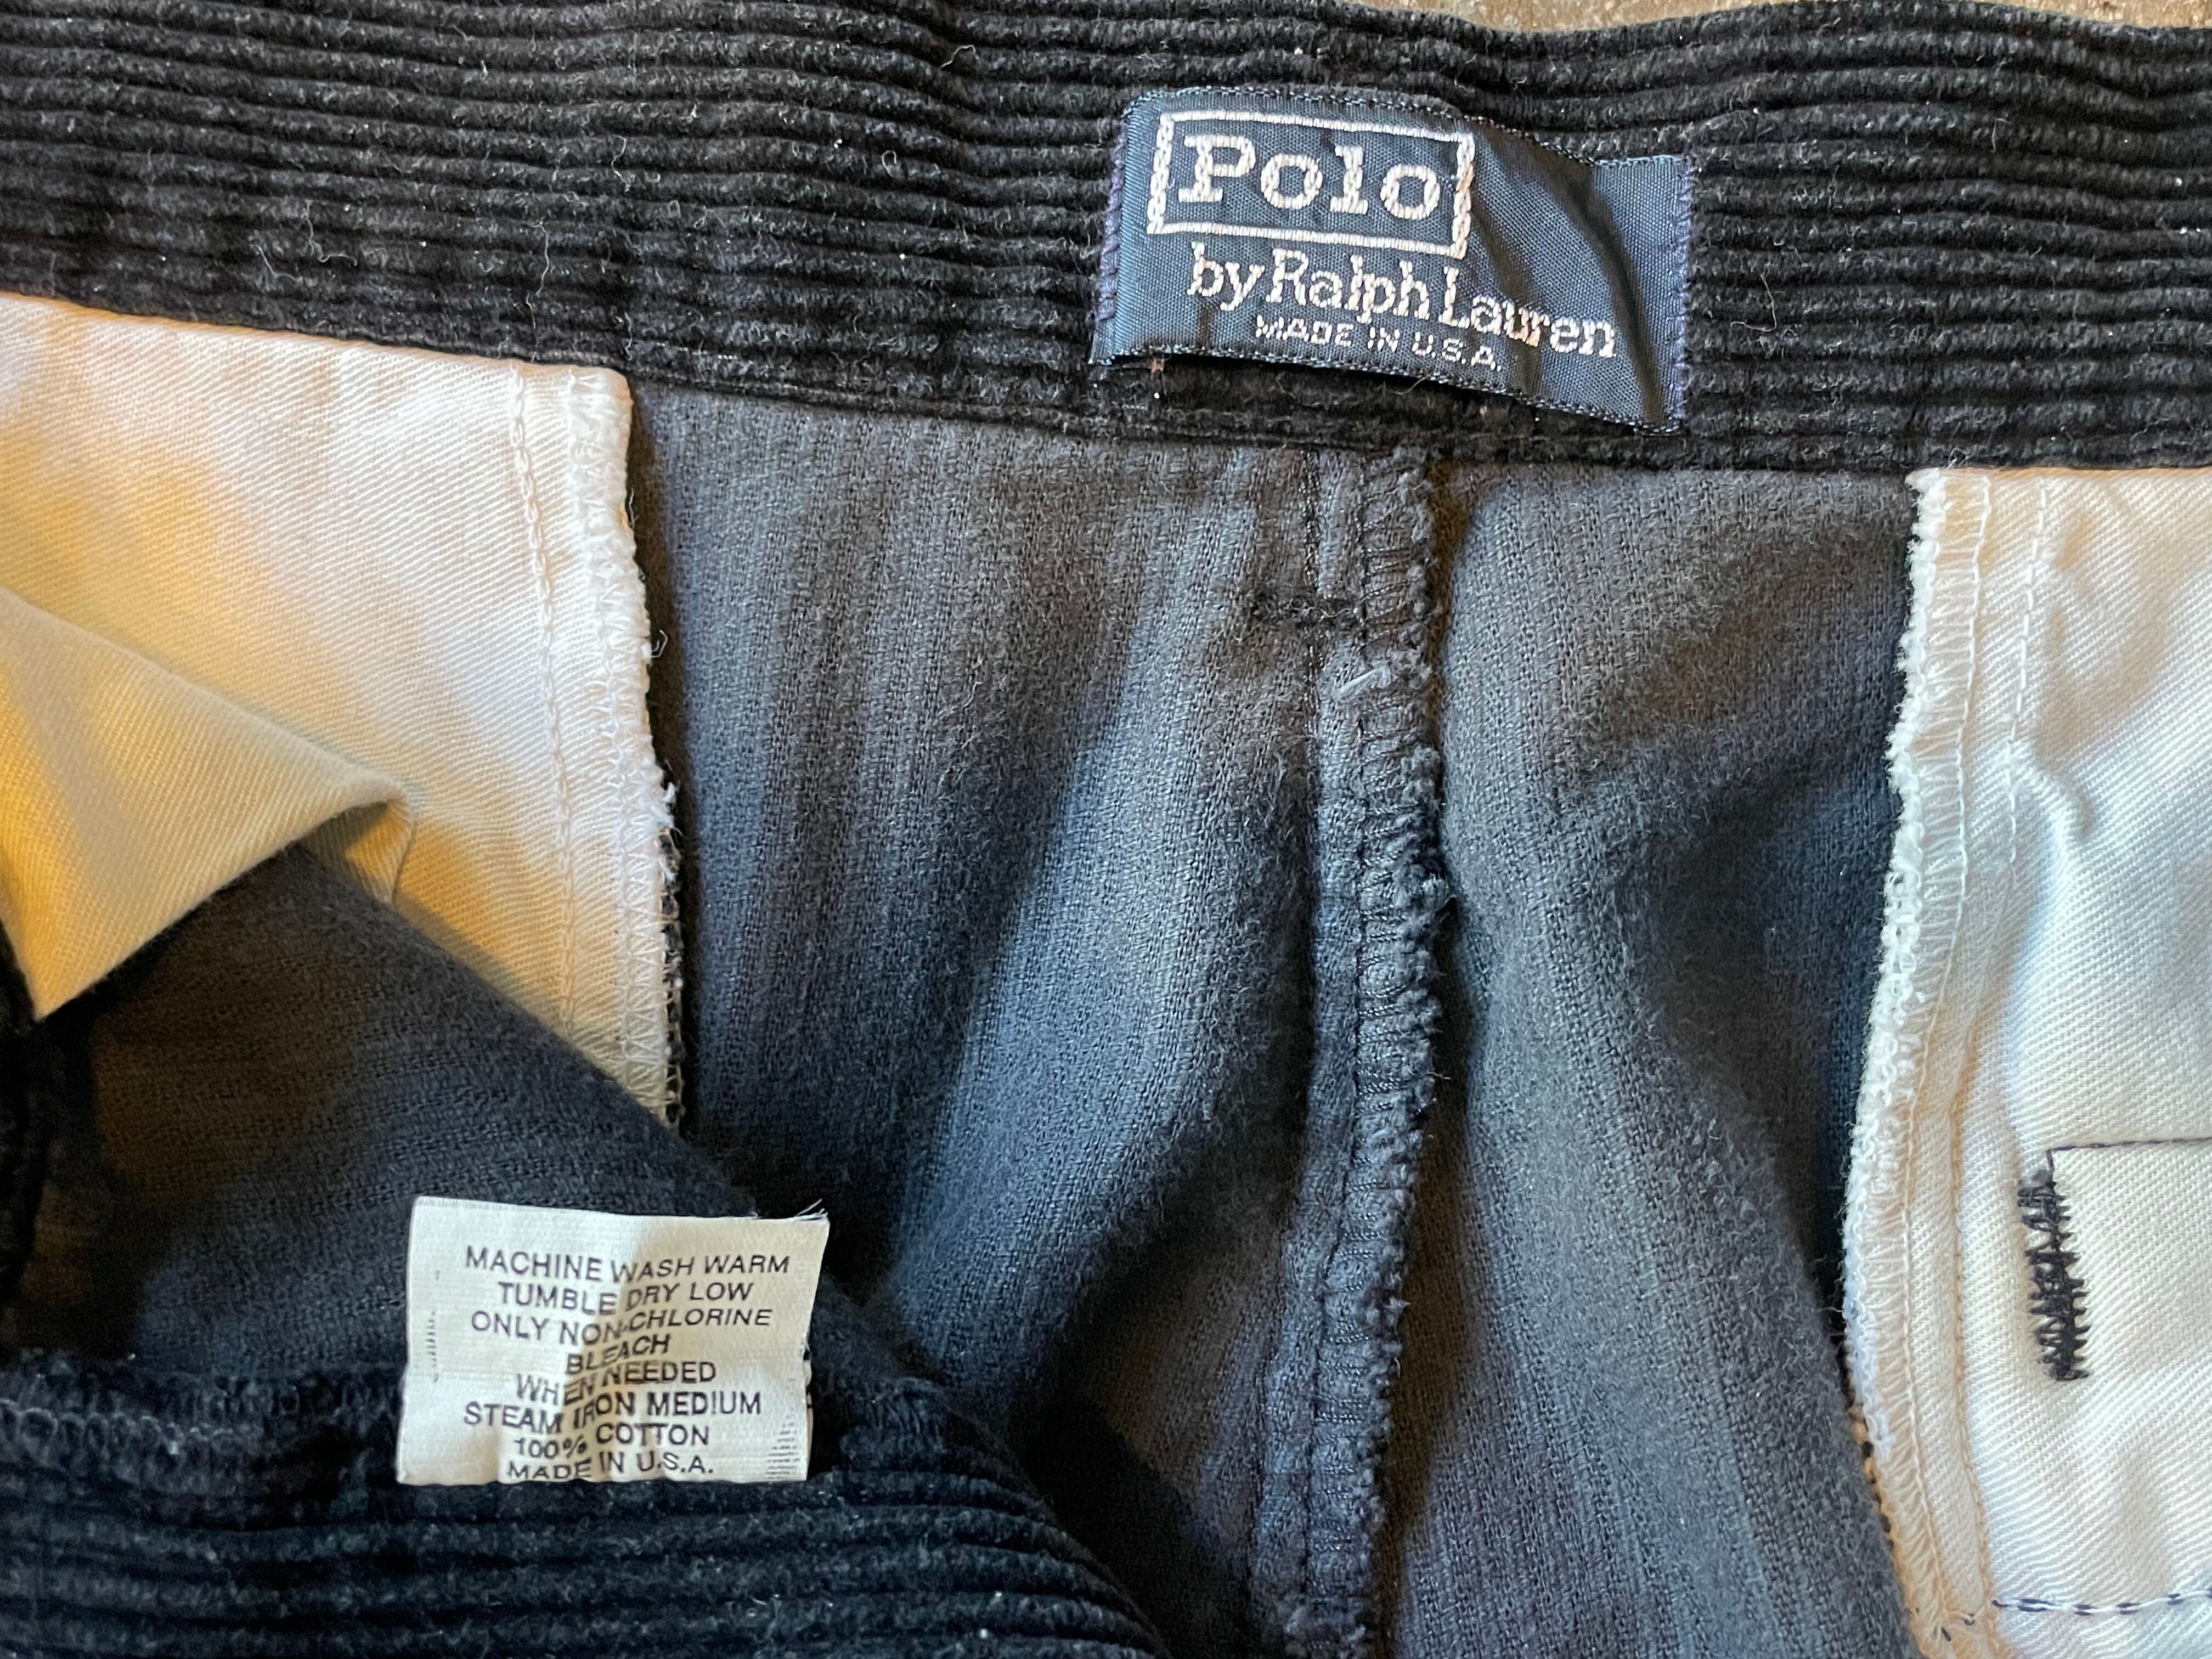 Polo
by Ralph Lauren
MADE IN U.S.A.
MACHINE WASH WARM
TUMBLE DRY LOW
ONLY NON-CHLORINE
BLEACH
WHEN NEEDED
STEAM IRON MEDIUM
100% COTTON
MADE IN U.S.A.